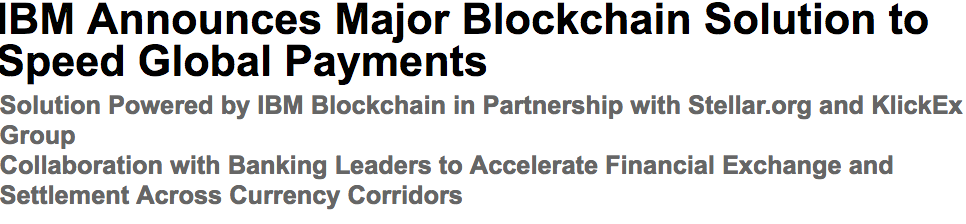 IBM Announces Major Blockchain Solution to
Speed Global Payments
Solution Powered by IBM Blockchain in Partnership with Stellar.org and KlickEx
Group
Collaboration with Banking Leaders to Accelerate Financial Exchange and
Settlement Across Currency Corridors